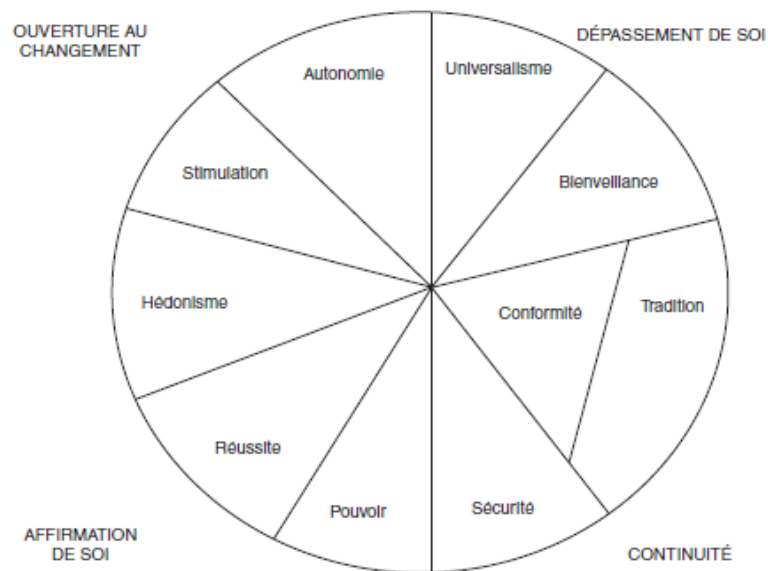 OUVERTURE AU
CHANGEMENT
DÉPASSEMENT DE SOI
Autonomie
Universalisme
Stimulation
Bienveillance
Hédonisme
Conformité
Tradition
Réussite
Pouvoir
Sécurité
AFFIRMATION
DE SOI
CONTINUITÉ